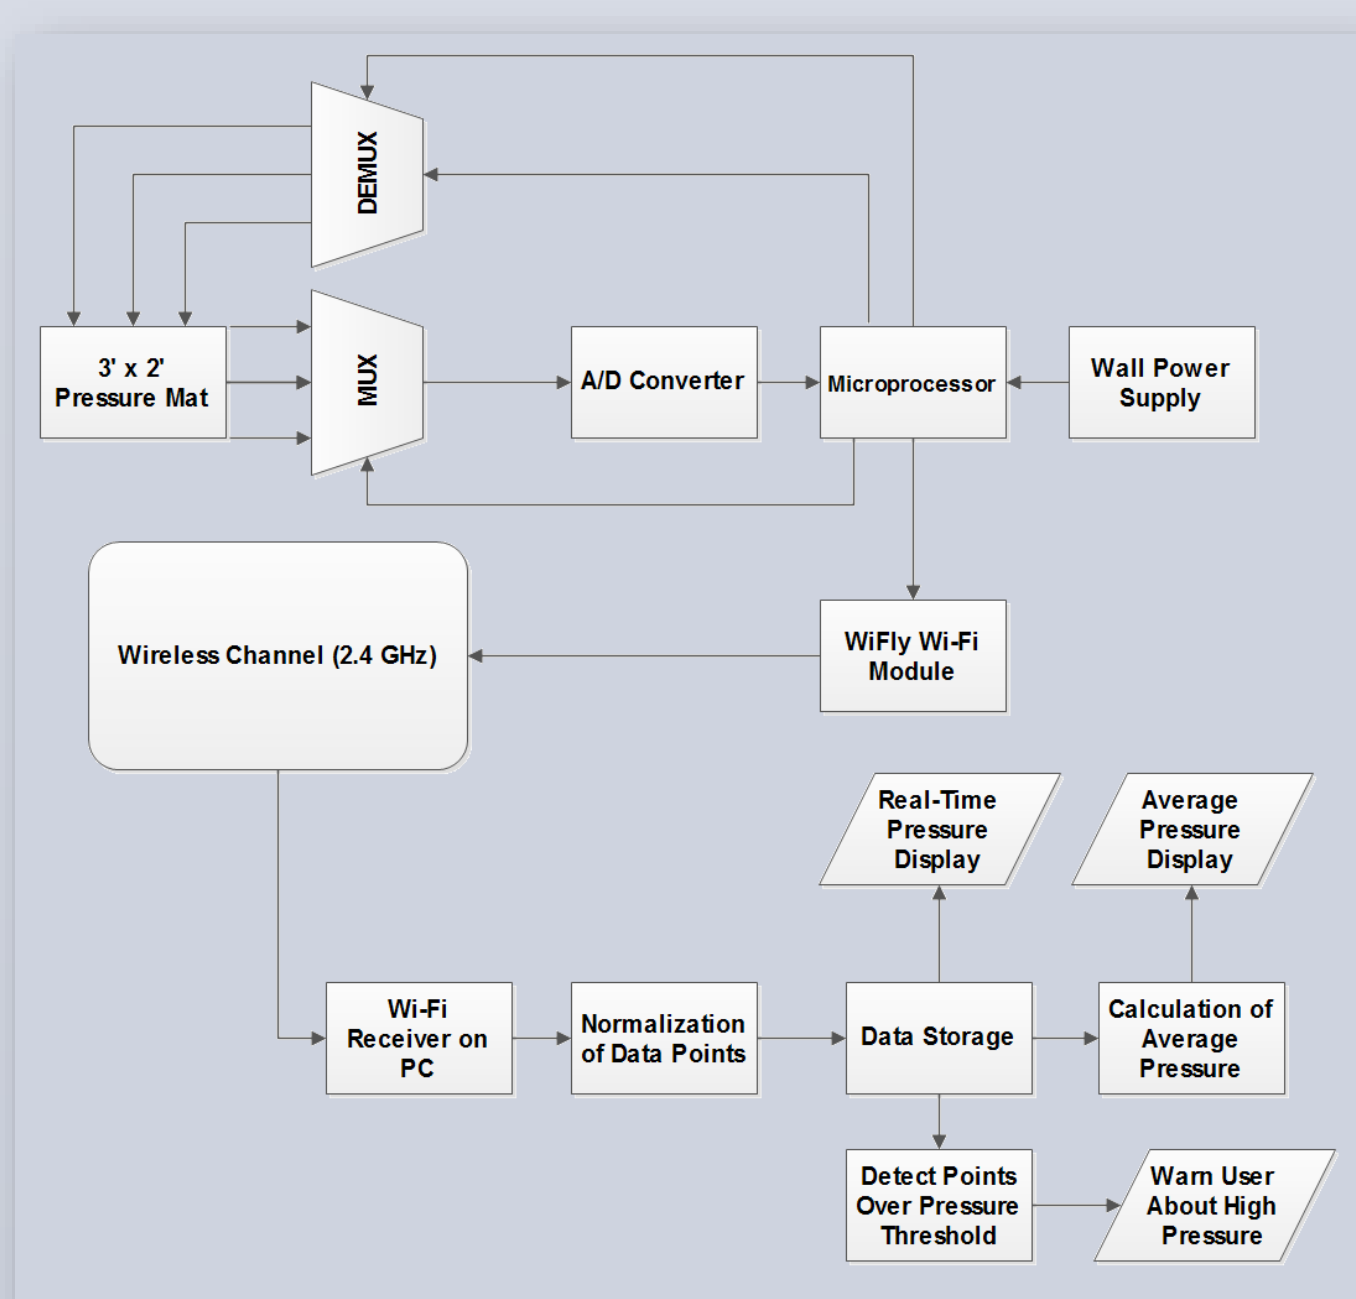 DEMUX
3' x 2'
Pressure Mat
MUX
A/D Converter
Microprocessor
Wall Power
Supply
Wireless Channel (2.4 GHz)
WiFly Wi-Fi
Module
Real-Time
Pressure
Display
Average
Pressure
Display
Wi-Fi
Receiver on
PC
Normalization
of Data Points
Data Storage
Calculation of
Average
Pressure
Detect Points
Over Pressure
Threshold
Warn User
About High
Pressure